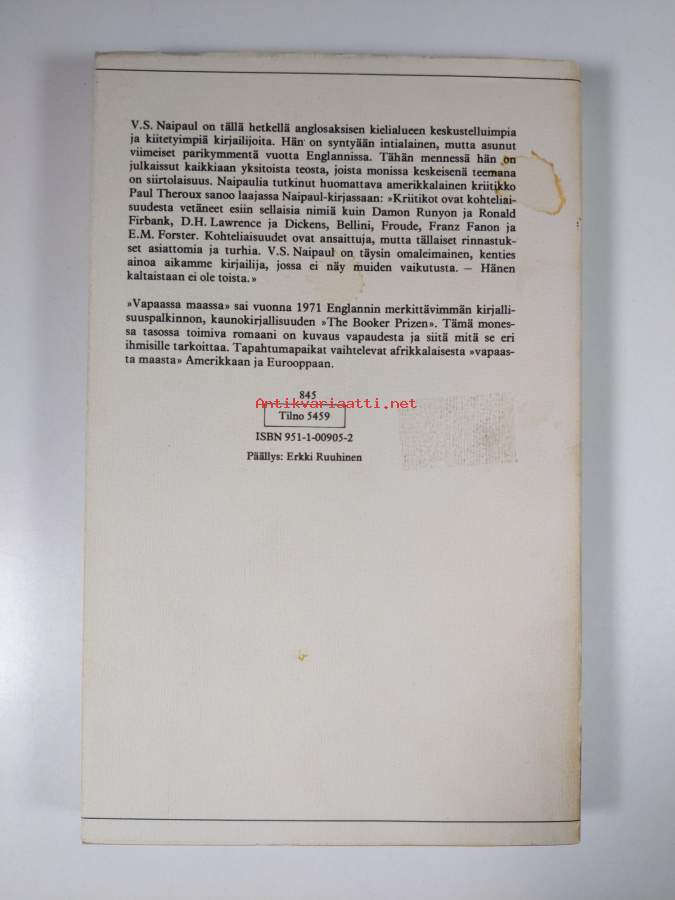 V.S. Naipaul on tällä hetkellä anglosaksisen kielialueen keskustelluimpia
ja kiitetyimpiä kirjailijoita. Hän on syntyään intialainen, mutta asunut
viimeiset parikymmentä vuotta Englannissa. Tähän mennessä hän on
julkaissut kaikkiaan yksitoista teosta, joista monissa keskeisenä teemana
on siirtolaisuus. Naipaulia tutkinut huomattava amerikkalainen kriitikko
Paul Theroux sanoo laajassa Naipaul-kirjassaan: »Kriitikot ovat kohteliai-
suudesta vetäneet esiin sellaisia nimiä kuin Damon Runyon ja Ronald
Firbank, D.H. Lawrence ja Dickens, Bellini, Froude, Franz Fanon ja
E.M. Forster. Kohteliaisuudet ovat ansaittuja, mutta tällaiset rinnastuk-
set asiattomia ja turhia. V.S. Naipaul on täysin omaleimainen, kenties
ainoa aikamme kirjailija, jossa ei näy muiden vaikutusta. — Hänen
kaltaistaan ei ole toista.»
»Vapaassa maassa» sai vuonna 1971 Englannin merkittävimmän kirjalli-
suuspalkinnon, kaunokirjallisuuden »The Booker Prizen». Tämä mones-
sa tasossa toimiva romaani on kuvaus vapaudesta ja siitä mitä se eri
ihmisille tarkoittaa. Tapahtumapaikat vaihtelevat afrikkalaisesta »vapaas-
ta maasta» Amerikkaan ja Eurooppaan.
845
Antikvariaatti.net
Tilno 5459
ISBN 951-1-00905-2
Päällys: Erkki Ruuhinen